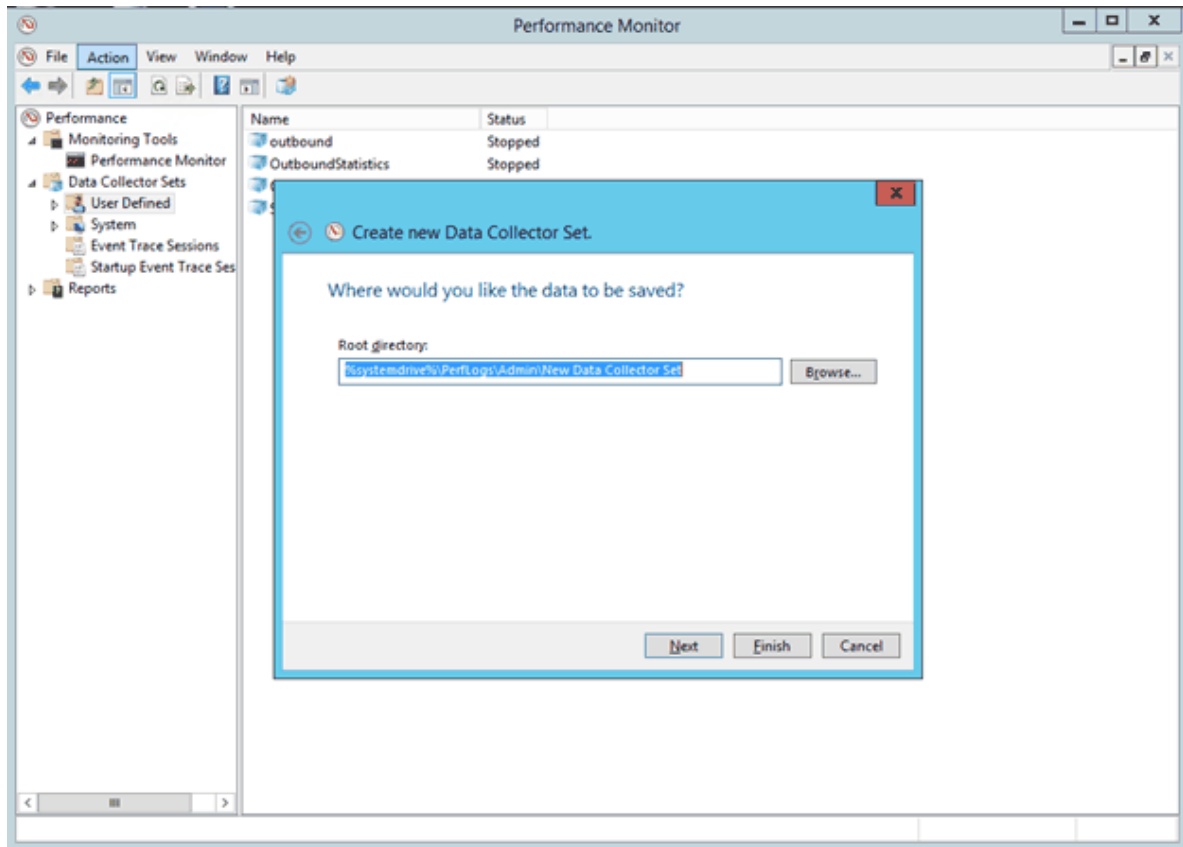 Performance Monitor
File Action View Window Help
Performance
Monitoring Tools
Performance Monitor
Data Collector Sets
User Defined
System
Event Trace Sessions
Startup Event Trace Ses
Reports
Name Status
outbound Stopped
OutboundStatistics Stopped
Create new Data Collector Set.
Where would you like the data to be saved?
Root directory:
%systemdrive%\PerfLogs\Admin\New Data Collector Set
Browse...
Next Finish Cancel